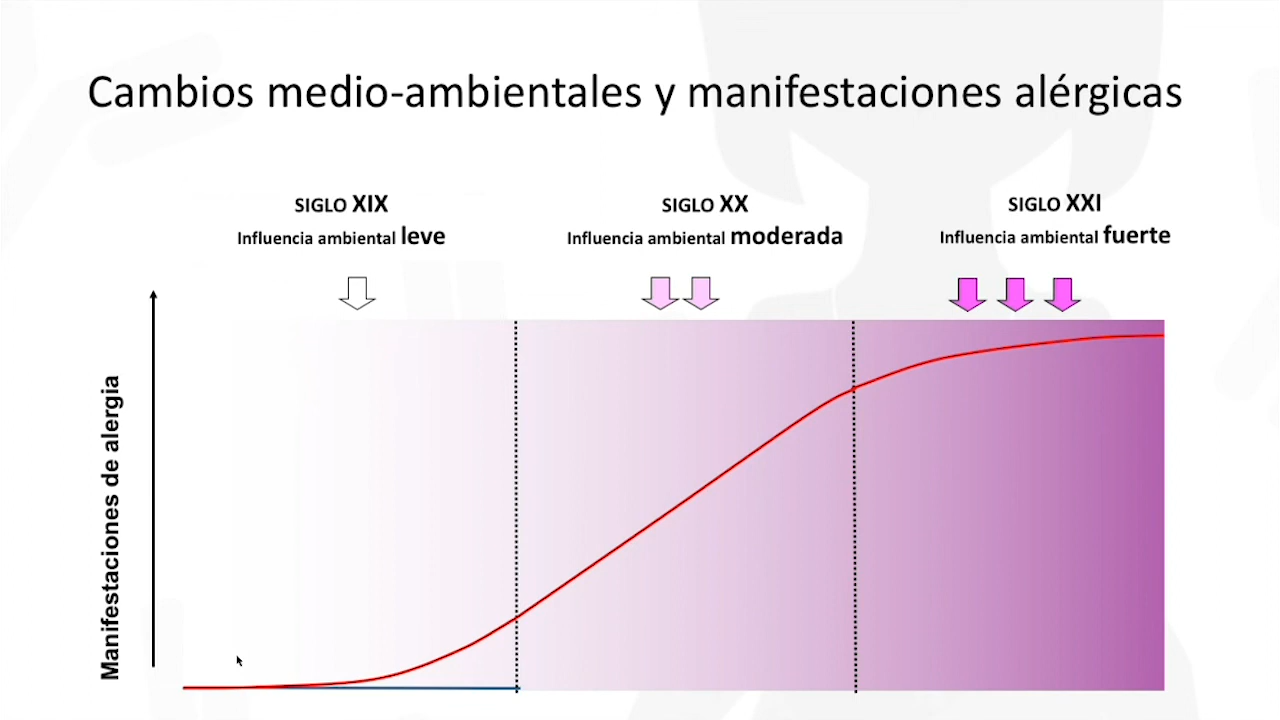 Cambios medio-ambientales y manifestaciones alérgicas
SIGLO XIX
Influencia ambiental leve
SIGLO XX
Influencia ambiental moderada
SIGLO XXI
Influencia ambiental fuerte
Manifestaciones de alergia